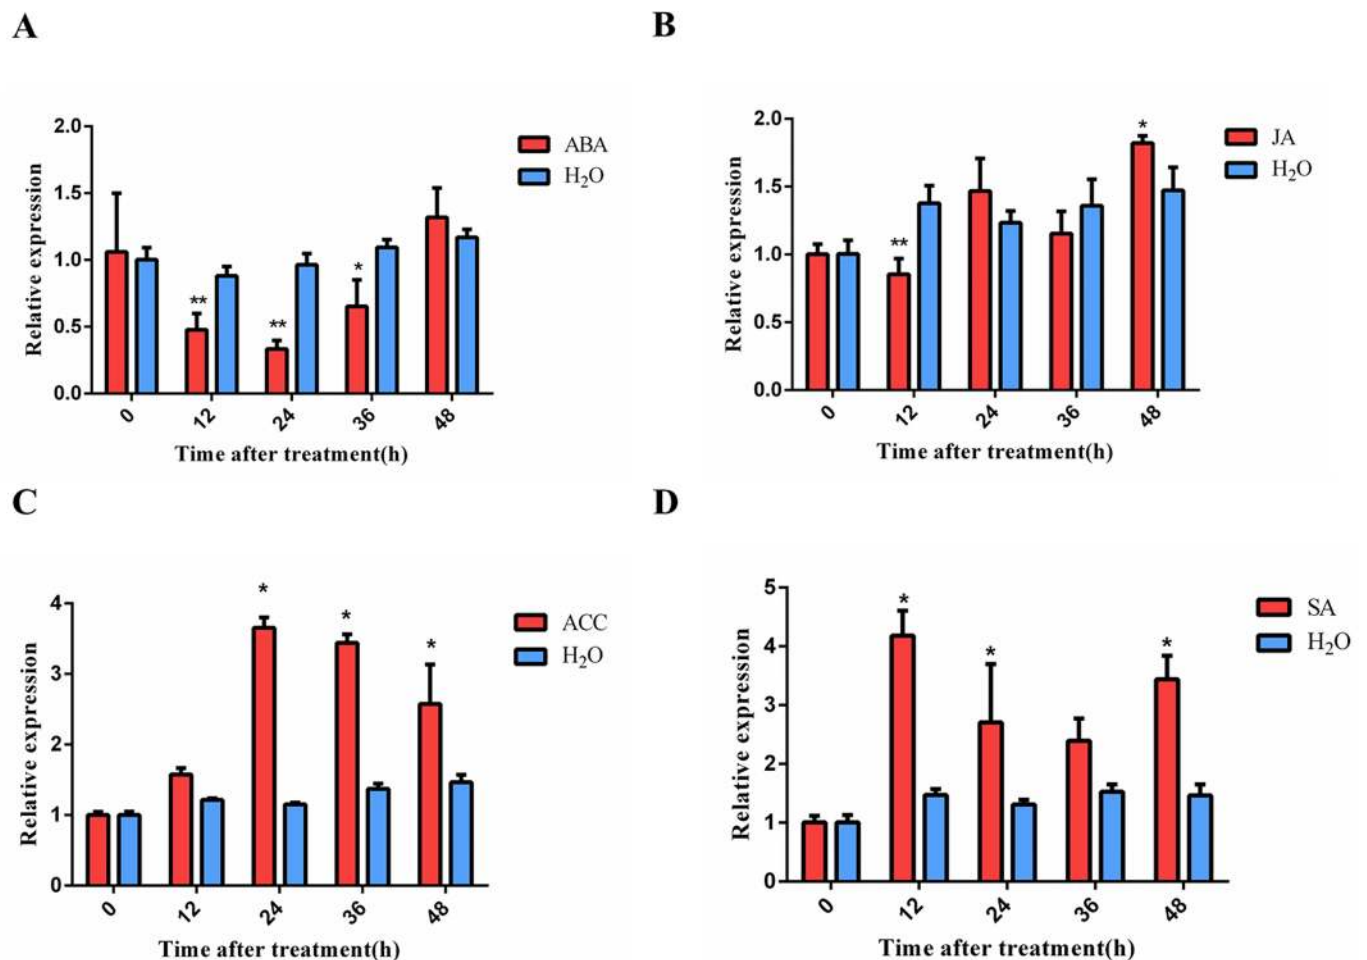 A
2.0
1.5
1.0
0.5
0.0
Relative expression
**
**
*
0
12
24
36
48
Time after treatment(h)
ABA
H₂O
B
2.0
1.5
1.0
0.5
0.0
Relative expression
**
*
0
12
24
36
48
Time after treatment(h)
JA
H₂O
C
4
3
2
1
0
Relative expression
*
*
*
0
12
24
36
48
Time after treatment(h)
ACC
H₂O
D
5
4
3
2
1
0
Relative expression
*
*
*
0
12
24
36
48
Time after treatment(h)
SA
H₂O